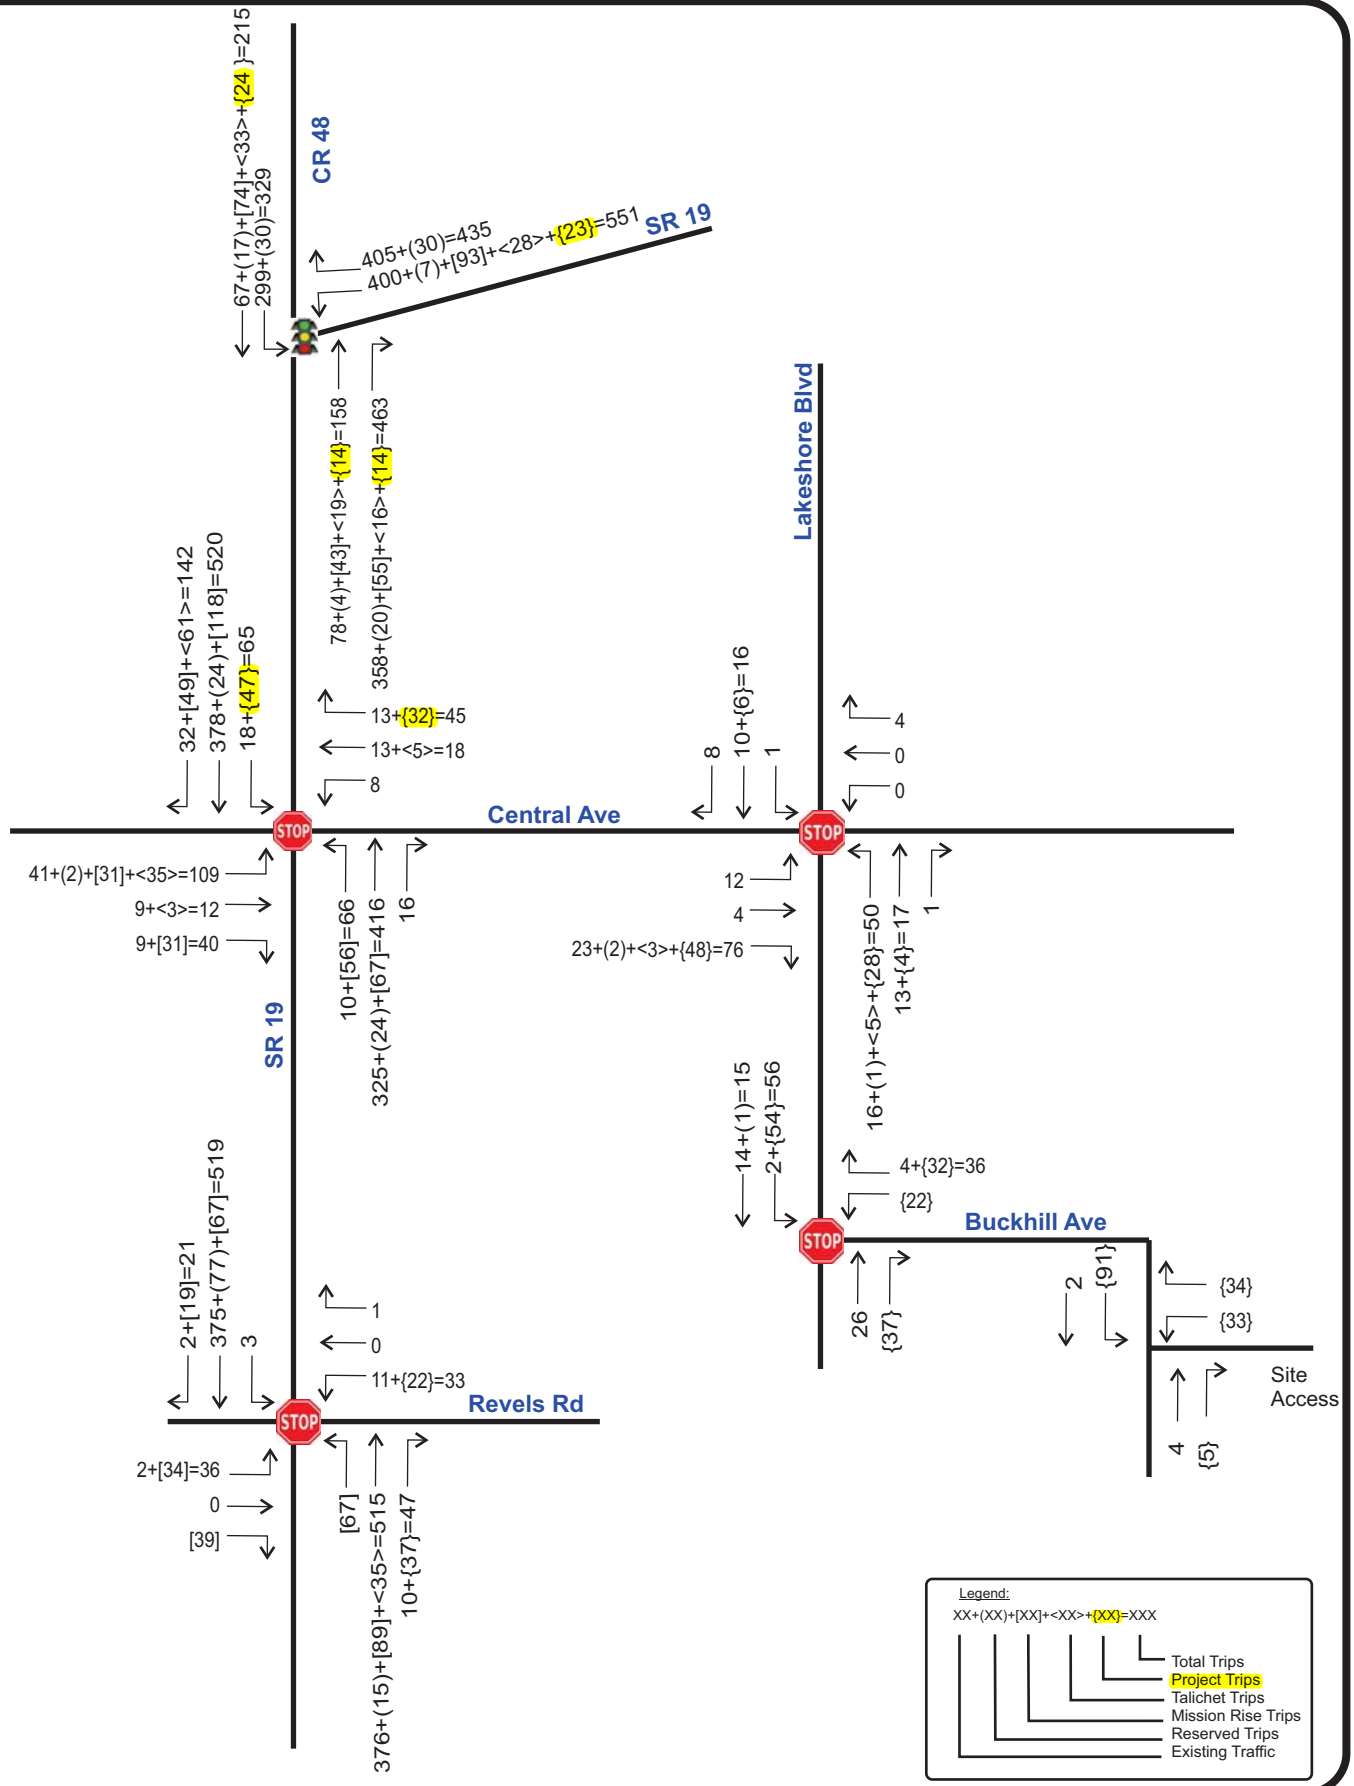 67+(17)+[74]+<33>+{24 }=215
299+(30)=329
CR 48
405+(30)=435
400+(7)+[93]+<28>+{23}=551
SR 19
78+(4)+[43]+<19>+{14}=158
358+(20)+[55]+<16>+{14}=463
Lakeshore Blvd
32+[49]+<61>=142
378+(24)+[118]=520
18+{47}=65
13+{32}=45
13+<5>=18
8
8
10+{6}=16
1
4
0
0
Central Ave
STOP
STOP
41+(2)+[31]+<35>=109
9+<3>=12
9+[31]=40
10+[56]=66
325+(24)+[67]=416
16
12
4
23+(2)+<3>+{48}=76
16+(1)+<5>+{28}=50
13+{4}=17
1
SR 19
14+(1)=15
2+{54}=56
4+{32}=36
{22}
STOP
Buckhill Ave
26
{37}
2
{91}
{34}
{33}
Site
Access
4
{5}
2+[19]=21
375+(77)+[67]=519
3
1
0
11+{22}=33
Revels Rd
STOP
2+[34]=36
0
[39]
[67]
376+(15)+[89]+<35>=515
10+{37}=47
Legend:
XX+(XX)+[XX]+<XX>+{XX}=XXX
Total Trips
Project Trips
Talichet Trips
Mission Rise Trips
Reserved Trips
Existing Traffic